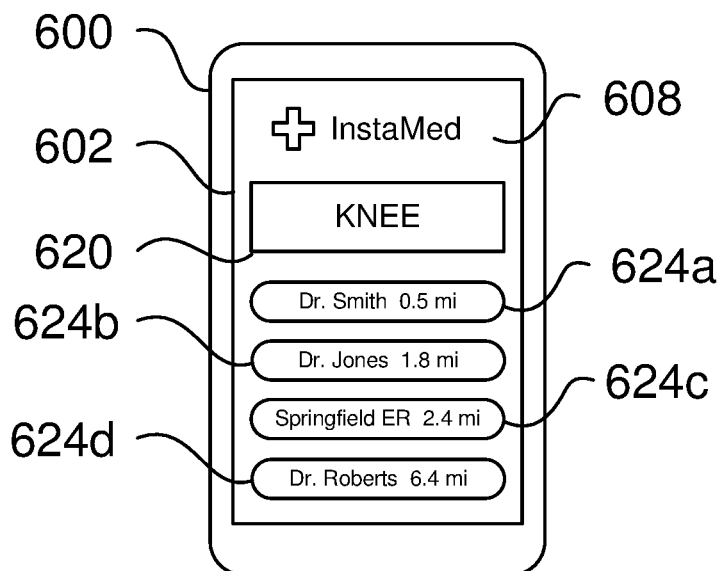 600
608
InstaMed
602
KNEE
620
624a
Dr. Smith 0.5 mi
624b
Dr. Jones 1.8 mi
624c
Springfield ER 2.4 mi
624d
Dr. Roberts 6.4 mi